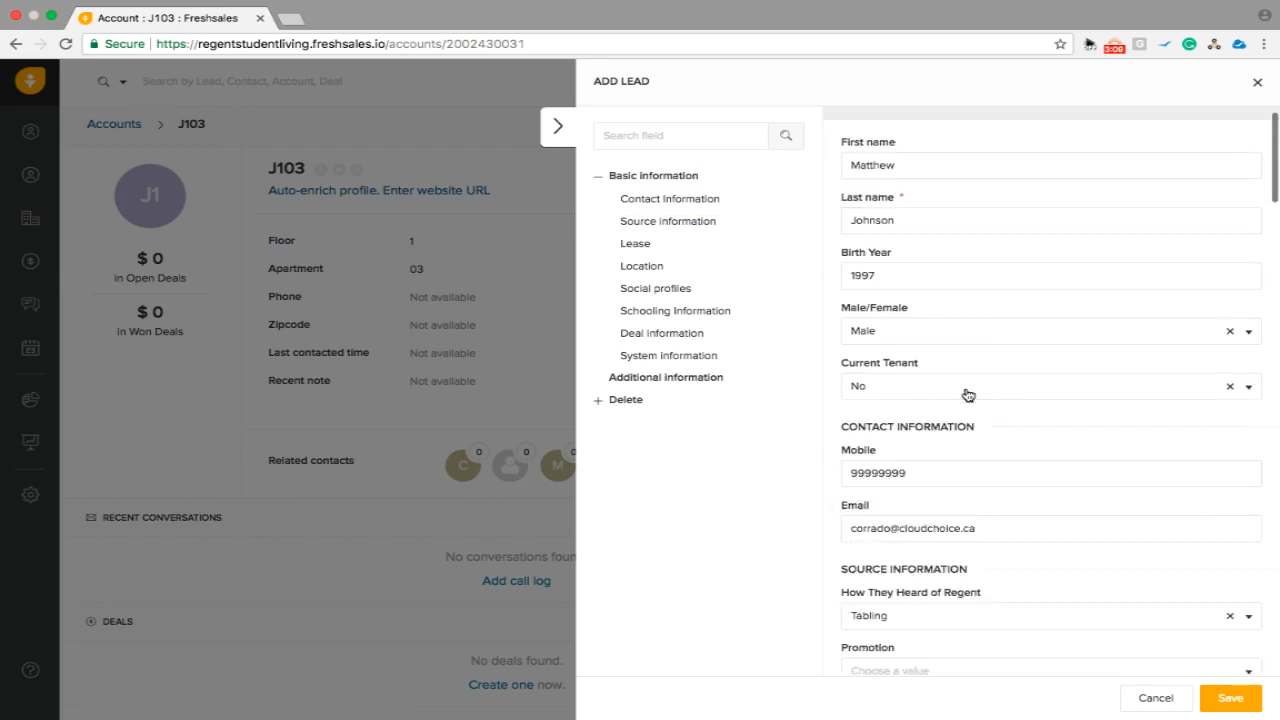 Account : J103 : Freshsales
Secure
https://regentstudentliving.freshsales.io/accounts/2002430031
3:06
G
Search by Lead, Contact, Account, Deal
Accounts > J103
J1
$ 0
in Open Deals
$ 0
in Won Deals
J103
Auto-enrich profile. Enter website URL
Floor 1
Apartment 03
Phone Not available
Zipcode Not available
Last contacted time Not available
Recent note Not available
Related contacts
C 0
0
M 0
RECENT CONVERSATIONS
No conversations foun
Add call log
DEALS
No deals found.
Create one now.
23
ADD LEAD
Search field
Basic information
Contact Information
Source information
Lease
Location
Social profiles
Schooling Information
Deal information
System information
Additional information
+ Delete
First name
Matthew
Last name *
Johnson
Birth Year
1997
Male/Female
Male
Current Tenant
No
CONTACT INFORMATION
Mobile
99999999
Email
corrado@cloudchoice.ca
SOURCE INFORMATION
How They Heard of Regent
Tabling
Promotion
Choose a value
Cancel
Save